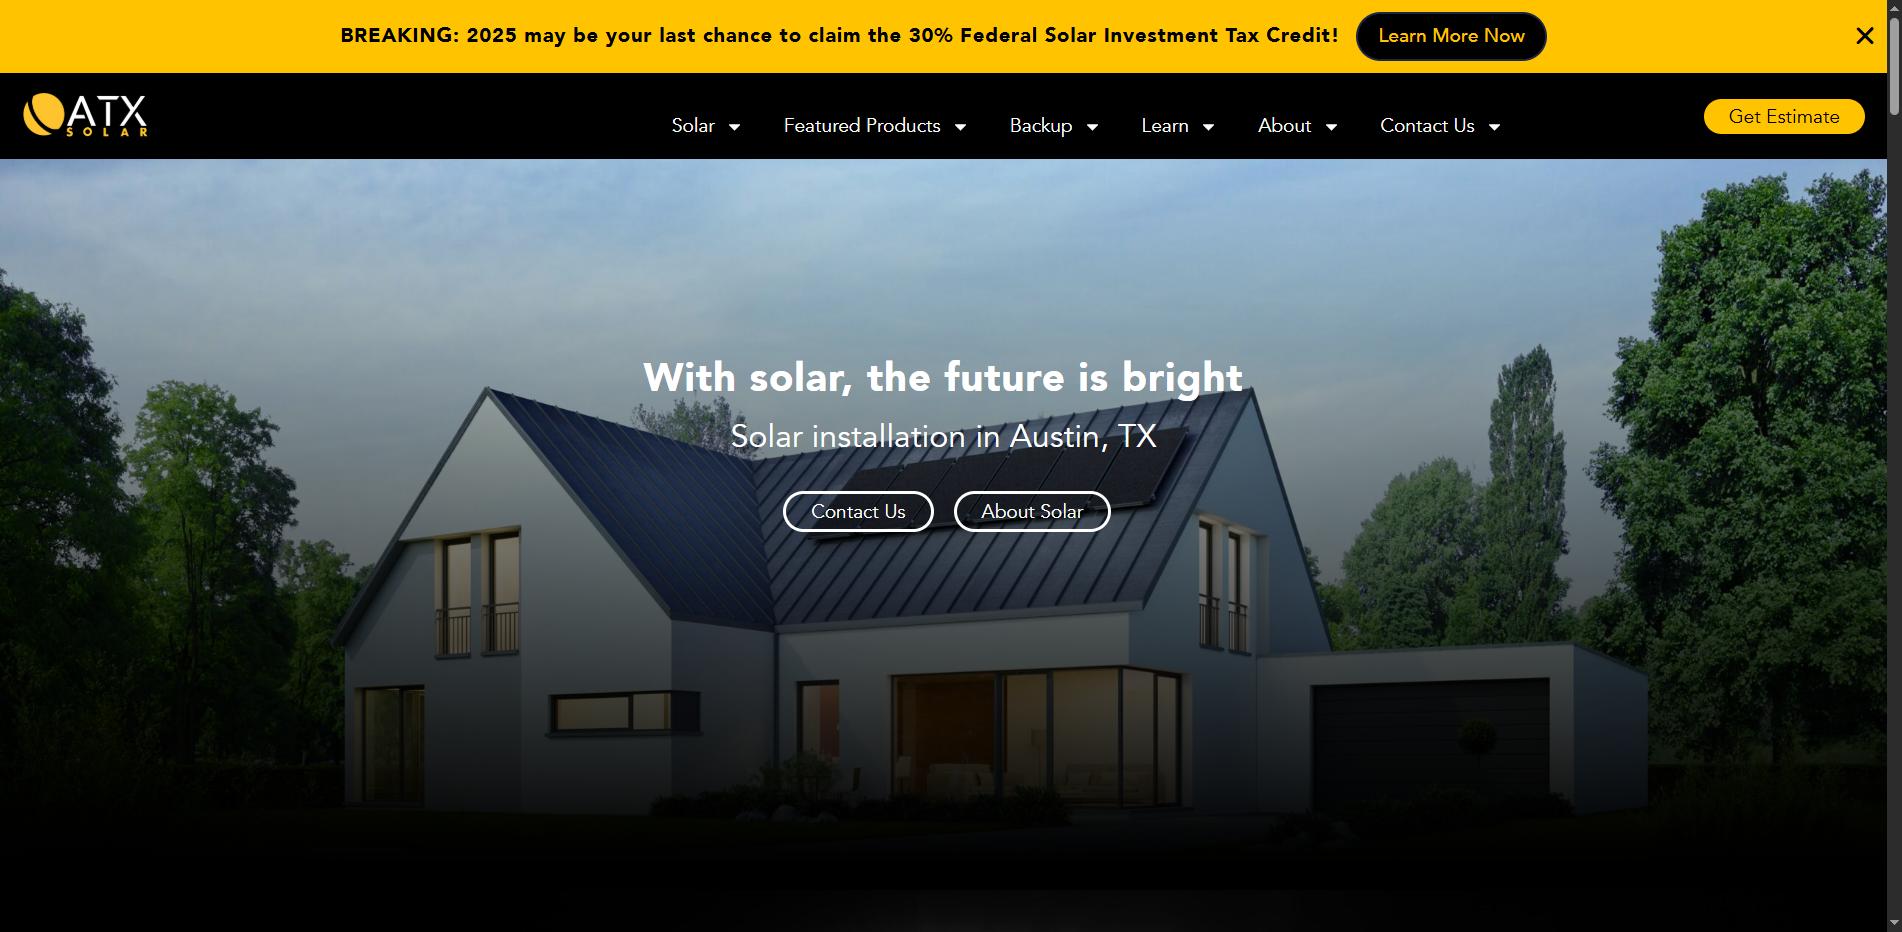 BREAKING: 2025 may be your last chance to claim the 30% Federal Solar Investment Tax Credit! Learn More Now
ATX
SOLAR
Solar Featured Products Backup Learn About Contact Us
Get Estimate
With solar, the future is bright
Solar installation in Austin, TX
Contact Us About Solar